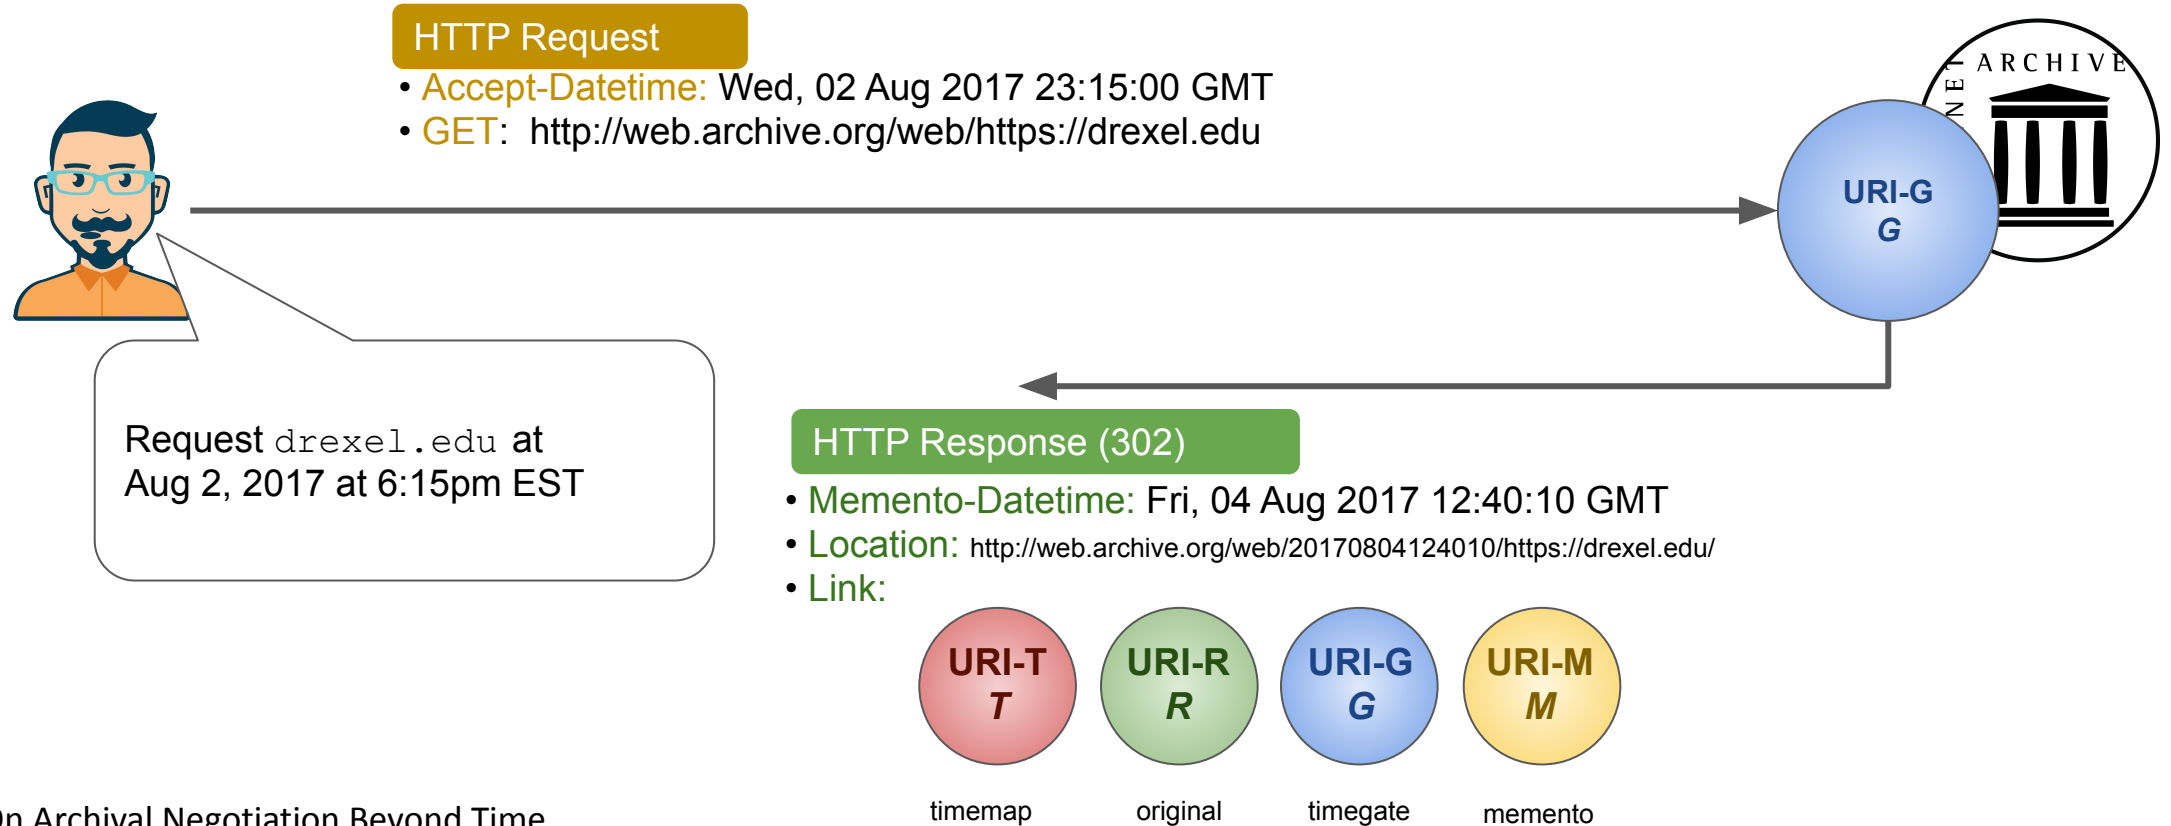 HTTP Request
• Accept-Datetime: Wed, 02 Aug 2017 23:15:00 GMT
• GET:  http://web.archive.org/web/https://drexel.edu
ARCHIVE
URI-G
G
Request drexel.edu at
Aug 2, 2017 at 6:15pm EST
HTTP Response (302)
• Memento-Datetime: Fri, 04 Aug 2017 12:40:10 GMT
• Location: http://web.archive.org/web/20170804124010/https://drexel.edu/
• Link:
URI-T
T
URI-R
R
URI-G
G
URI-M
M
timemap
original
timegate
memento
Archival Negotiation Beyond Time